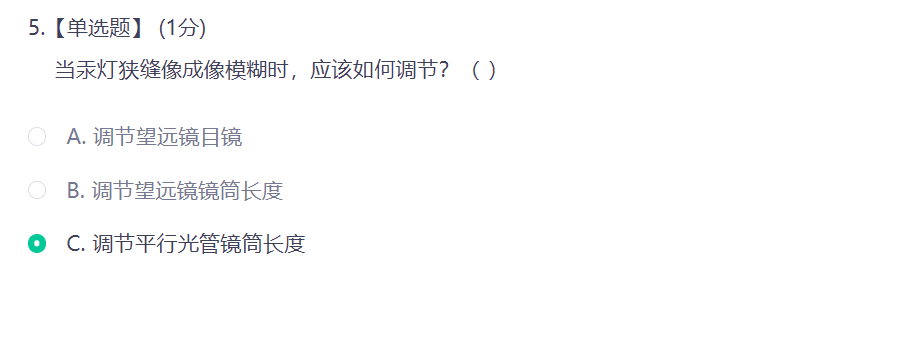 5.【单选题】 (1分)
当汞灯狭缝像成像模糊时，应该如何调节？（ ）
A. 调节望远镜目镜
B. 调节望远镜镜筒长度
C. 调节平行光管镜筒长度